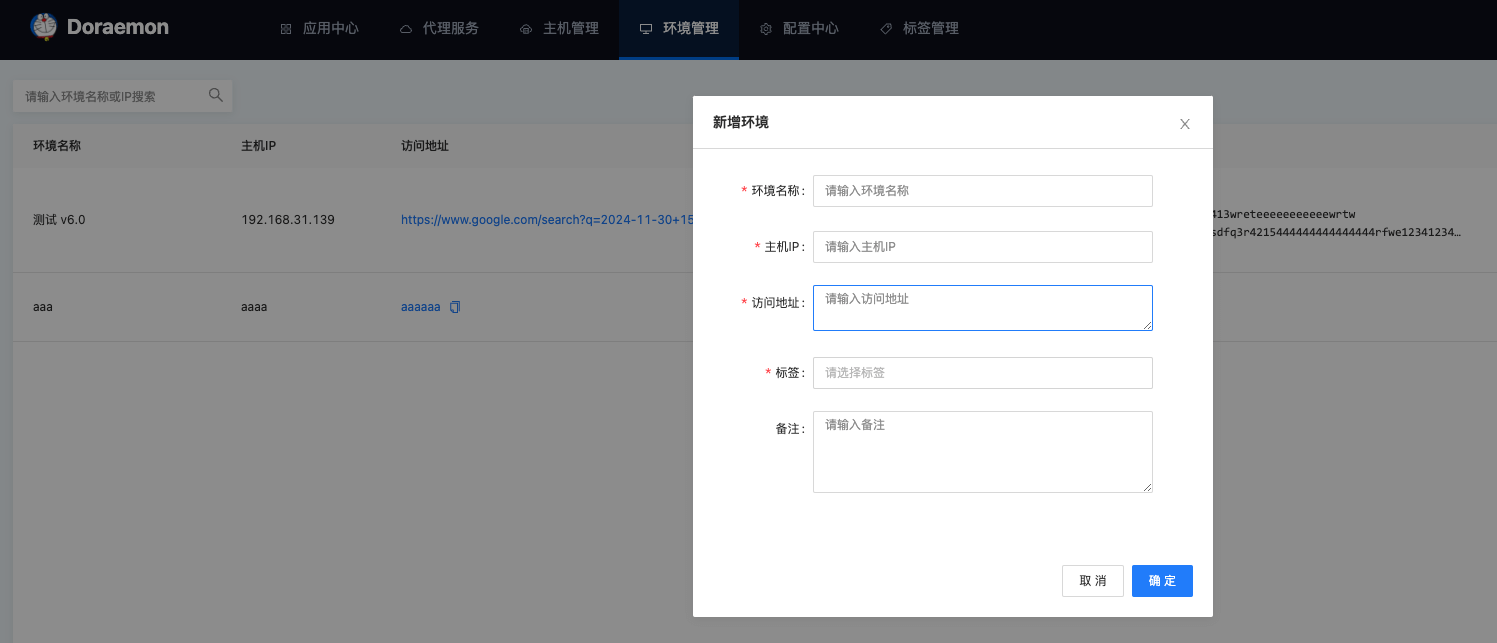 Doraemon
应用中心
代理服务
主机管理
环境管理
配置中心
标签管理
请输入环境名称或IP搜索
环境名称
主机IP
访问地址
测试 v6.0
192.168.31.139
https://www.google.com/search?q=2024-11-30+15
413wreteeeeeeeeeeewrtw
sdfq3r4215444444444444444rfwe12341234…
aaa
aaaa
aaaaaa
新增环境
* 环境名称:
请输入环境名称
* 主机IP:
请输入主机IP
* 访问地址:
请输入访问地址
* 标签:
请选择标签
备注:
请输入备注
取 消
确 定